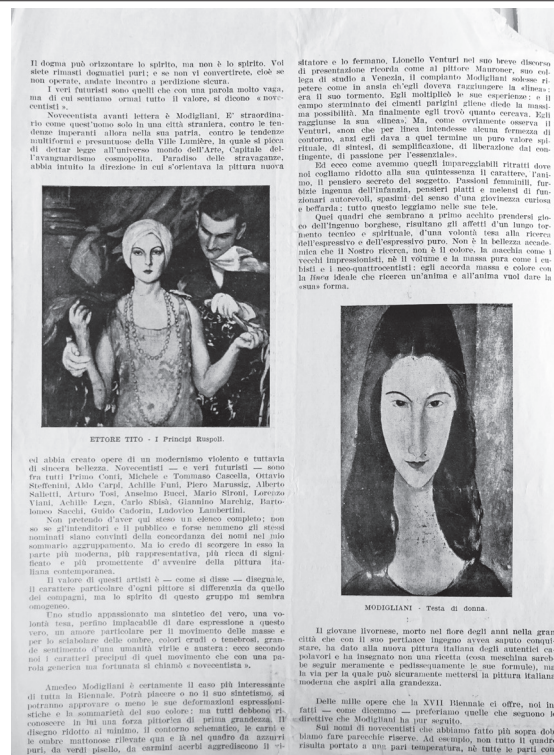 Il dogma può orizzontare lo spirito, ma non è lo spirito. Voi
siete rimasti dogmatici puri; e se non vi convertirete, cioè se
non operate, andate incontro a perdizione sicura.
I veri futuristi sono quelli che con una parola molto vaga,
ma di cui sentiamo ormai tutto il valore, si dicono « nove-
centisti ».
Novecentista avanti lettera è Modigliani. E' straordina-
rio come quest'uomo solo in una città straniera, contro le ten-
denze imperanti allora nella sua patria, contro le tendenze
multiformi e presuntuose della Ville Lumière, la quale si picca
di dettar legge all'universo mondo dell'Arte, Capitale del-
l'avanguardismo cosmopolita, Paradiso delle stravaganze,
abbia intuito la direzione in cui s'orientava la pittura nuova
ETTORE TITO - I Principi Ruspoli.
ed abbia creato opere di un modernismo violento e tuttavia
di sincera bellezza. Novecentisti — e veri futuristi — sono
fra tutti Primo Conti, Michele e Tommaso Cascella, Ottavio
Steffenini, Aldo Carpi, Achille Funi, Piero Marussig, Alberto
Salietti, Arturo Tosi, Anselmo Bucci, Mario Sironi, Lorenzo
Viani, Achille Lega, Carlo Sbisà, Giannino Marchig, Barto-
lomeo Sacchi, Guido Cadorin, Ludovico Lambertini.
Non pretendo d'aver qui steso un elenco completo; non
so se gl'intenditori e il pubblico e forse nemmeno gli stessi
nominati siano convinti della concordanza dei nomi nel mio
sommario aggruppamento. Ma io credo di scorgere in esso la
parte più moderna, più rappresentativa, più ricca di signi-
ficato e più promettente d'avvenire della pittura ita-
liana contemporanea.
Il valore di questi artisti è — come si disse — diseguale,
il carattere particolare d'ogni pittore si differenzia da quello
dei compagni, ma lo spirito di questo gruppo mi sembra
omogeneo.
Uno studio appassionato ma sintetico del vero, una vo-
lontà tesa, perfino implacabile di dare espressione a questo
vero, un amore particolare per il movimento delle masse e
per lo sciabolare delle ombre, colori crudi o tenebrosi, gran-
de sentimento d'una umanità virile e austera: ecco secondo
noi i caratteri precipui di quel movimento che con una pa-
rola generica ma fortunata si chiamò « novecentista ».
Amedeo Modigliani è certamente il caso più interessante
di tutta la Biennale. Potrà piacere o no il suo sintetismo, si
potranno approvare o meno le sue deformazioni espressioni-
stiche e la sommarietà del suo colore: ma tutti debbono ri-
conoscere in lui una forza pittorica di prima grandezza. Il
disegno ridotto al minimo. Il contorno schematico, le carni e
le ombre mattonose rilevate qua e là nel quadro da azzurri
puri, da verdi pisello, da carmini acerbi aggrediscono il vi-
sitatore e lo fermano. Lionello Venturi nel suo breve discorso
di presentazione ricorda come al pittore Mauroner, suo col-
lega di studio a Venezia, il compianto Modigliani solesse ri-
petere come in ansia ch'egli doveva raggiungere la «linea»:
era il suo tormento. Egli moltiplicò le sue esperienze; e il
campo sterminato dei cimenti parigini gliene diede la massi-
ma possibilità. Ma finalmente egli trovò quanto cercava. Egli
raggiunse la sua «linea». Ma, come ovviamente osserva il
Venturi, «non che per linea intendesse alcuna fermezza di
contorno, anzi egli dava a quel termine un puro valore spi-
rituale, di sintesi, di semplificazione, di liberazione dal con-
tingente, di passione per l'essenziale».
Ed ecco come avemmo quegli impareggiabili ritratti dove
noi cogliamo ridotto alla sua quintessenza il carattere, l'ani-
mo, il pensiero secreto del soggetto. Passioni femminili, fur-
bizie ingenue dell'infanzia, pensieri piatti e melensi di fun-
zionari autorevoli, spasimi del senso d'una giovinezza curiosa
e beffarda: tutto questo leggiamo nelle sue tele.
Quei quadri che sembrano a primo acchito prendersi gio-
co dell'ingenuo borghese, risultano gli affetti d'un lungo tor-
mento tecnico e spirituale, d'una volontà tesa alla ricerca
dell'espressivo e dell'espressivo puro. Non è la bellezza accade-
mica che il Nostro ricerca, non è il colore, la macchia come i
vecchi impressionisti, nè il volume e la massa pura come i cu-
bisti e i neo-quattrocentisti: egli accorda massa e colore con
la linea ideale che ricerca un'anima e all'anima vuol dare la
«sua» forma.
MODIGLIANI - Testa di donna.
Il giovane livornese, morto nel fiore degli anni nella gran
città che con il suo pertinace ingegno avveva saputo conqui-
stare, ha dato alla nuova pittura italiana degli autentici ca-
polavori e ha insegnato non una ricetta (cosa meschina sareb-
be seguir meramente e pedissequamente le sue formule), ma
la via per la quale può sicuramente mettersi la pittura italiana
moderna che aspiri alla grandezza.
Delle mille opere che la XVII Biennale ci offre, noi in-
fatti — come dicemmo — preferiamo quelle che seguono le
direttive che Modigliani ha pur seguito.
Sui nomi di novecentisti che abbiamo fatto più sopra dob-
biamo fare parecchie riserve. Ad esempio, non tutto il quadro
risulta portato a una pari temperatura, nè tutte le parti di